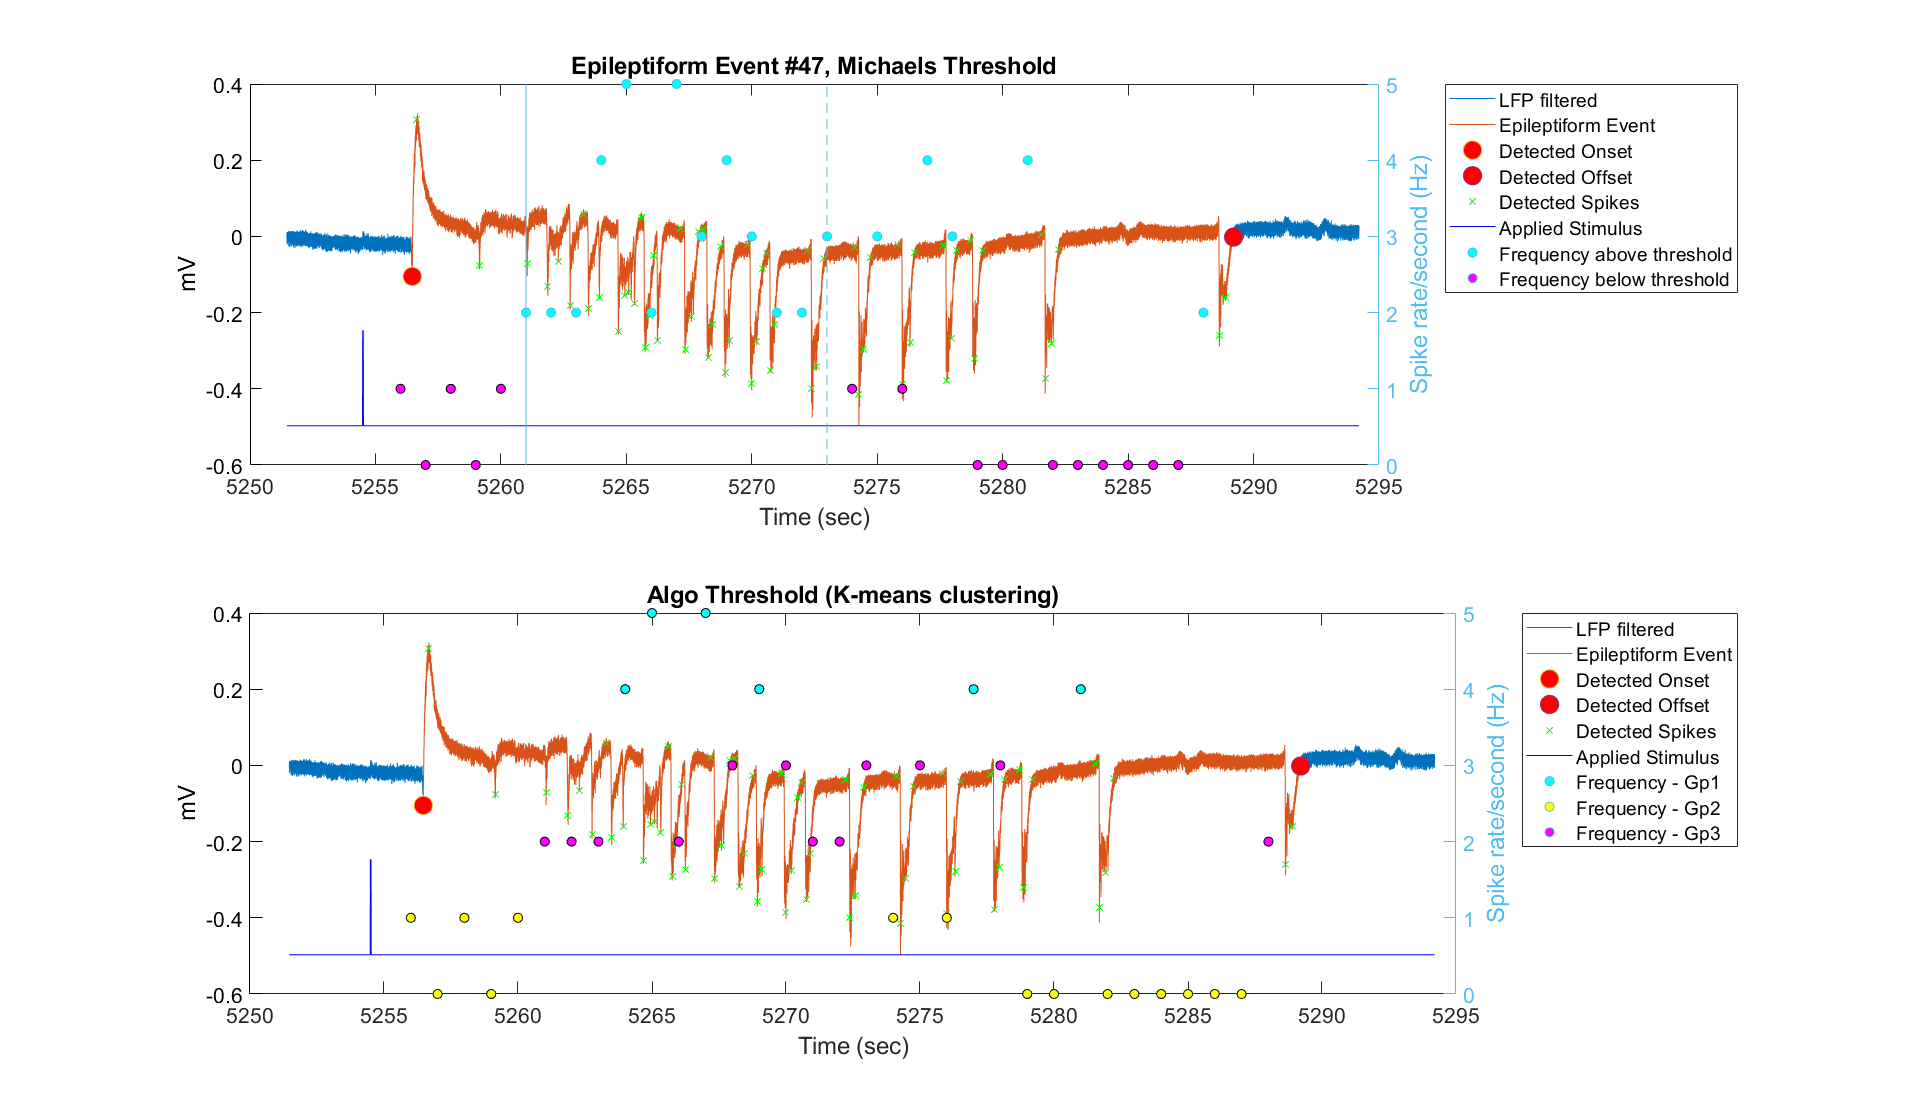 Epileptiform Event #47, Michaels Threshold
0.4
0.2
0
-0.2
-0.4
-0.6
mV
5250
5255
5260
5265
5270
5275
5280
5285
5290
5295
Time (sec)
5
4
3
2
1
0
Spike rate/second (Hz)
LFP filtered
Epileptiform Event
Detected Onset
Detected Offset
Detected Spikes
Applied Stimulus
Frequency above threshold
Frequency below threshold
Algo Threshold (K-means clustering)
0.4
0.2
0
-0.2
-0.4
-0.6
mV
5250
5255
5260
5265
5270
5275
5280
5285
5290
5295
Time (sec)
5
4
3
2
1
0
Spike rate/second (Hz)
LFP filtered
Epileptiform Event
Detected Onset
Detected Offset
Detected Spikes
Applied Stimulus
Frequency - Gp1
Frequency - Gp2
Frequency - Gp3